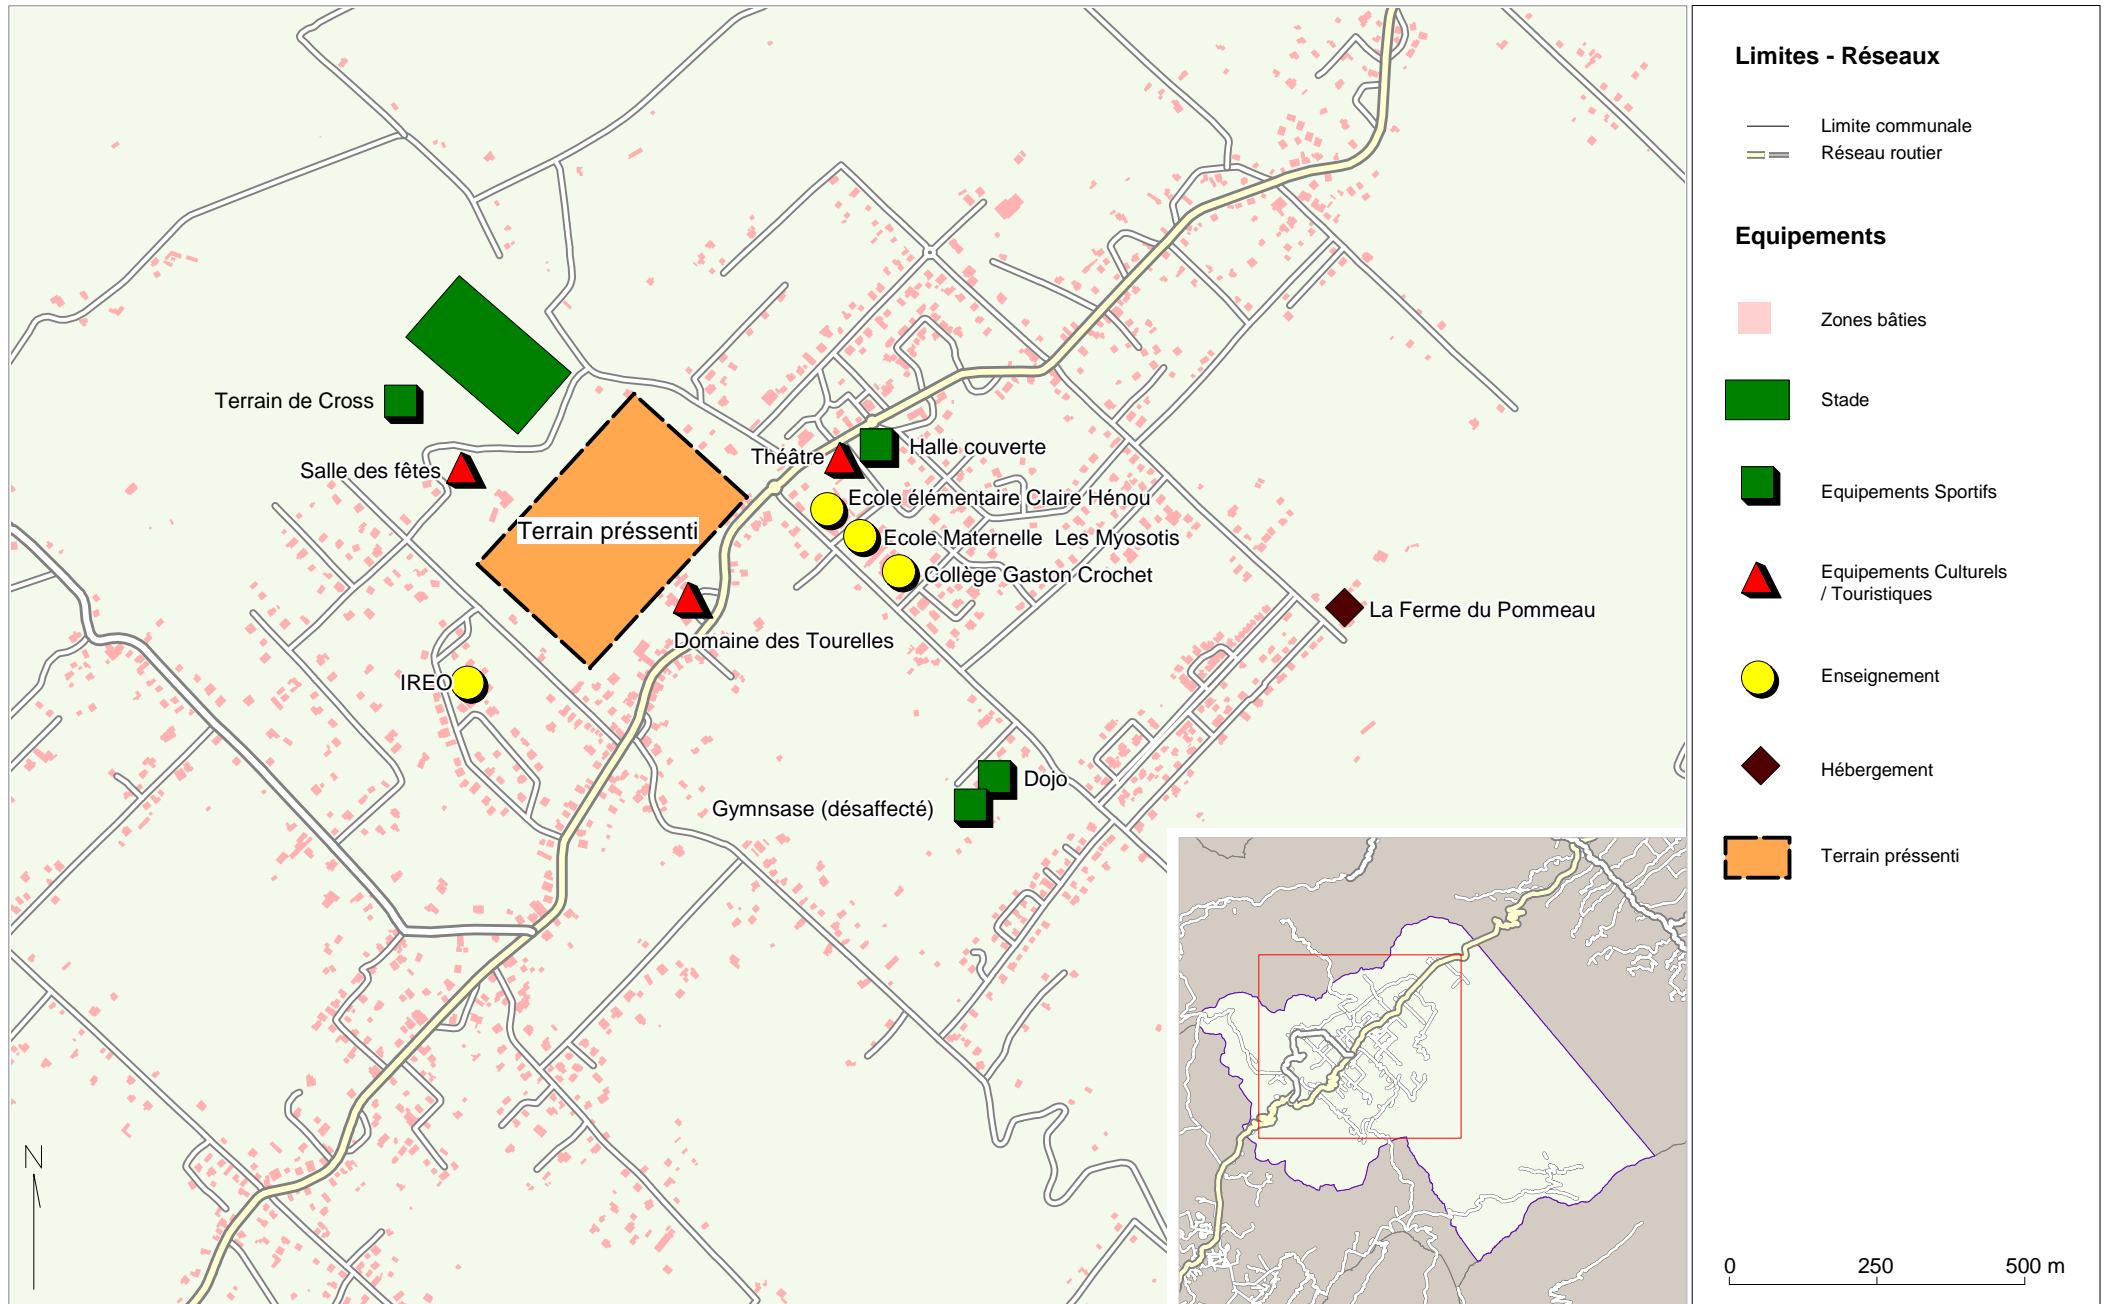 Terrain de Cross
Salle des fêtes
Terrain préssenti
Théâtre
Halle couverte
Ecole élémentaire Claire Hénou
Ecole Maternelle  Les Myosotis
Collège Gaston Crochet
Domaine des Tourelles
IREO
La Ferme du Pommeau
Dojo
Gymnsase (désaffecté)
N
Limites - Réseaux
Limite communale
Réseau routier
Equipements
Zones bâties
Stade
Equipements Sportifs
Equipements Culturels
/ Touristiques
Enseignement
Hébergement
Terrain préssenti
0 250 500 m